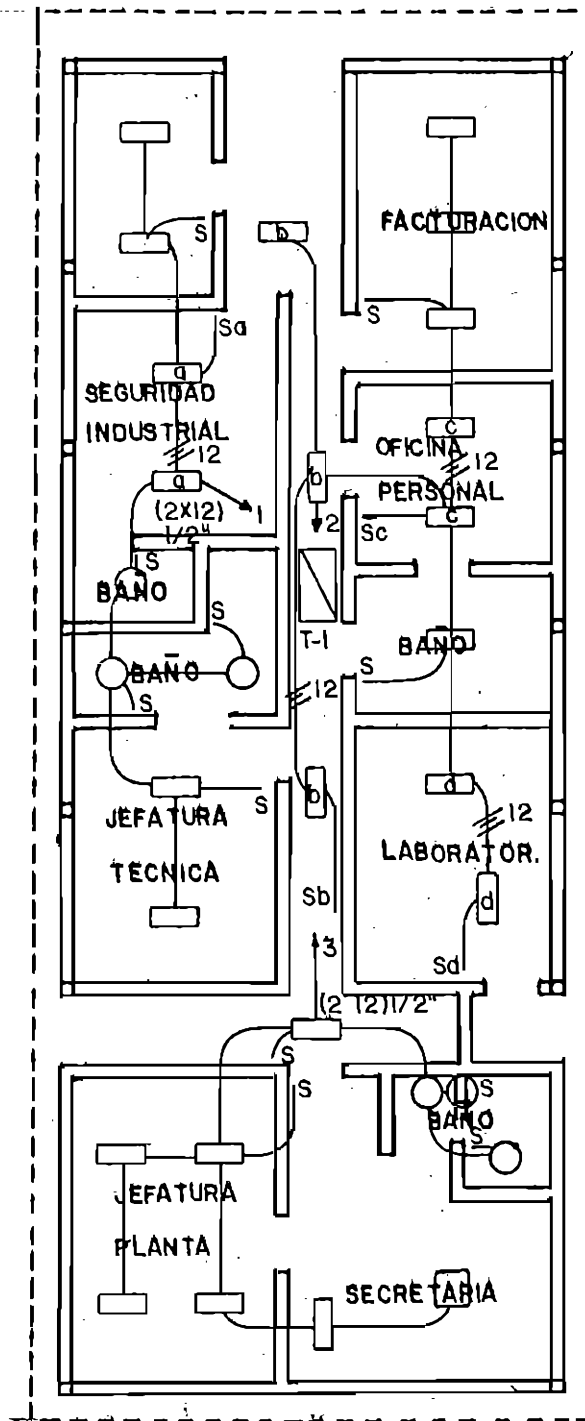 S
b
FACTURACION
S
Sa
a
SEGURIDAD
INDUSTRIAL
12
c
OFICINA
12
PERSONAL
b
a
1
(2X12)
1/2"
2
c
Sc
S
BAÑO
T-1
S
BAÑO
S
BAÑO
S
12
b
d
S
JEFATURA
TECNICA
12
LABORATOR.
d
Sb
Sd
3
(2 12)1/2"
S
S
S
BAÑO
S
JEFATURA
PLANTA
SECRETARIA